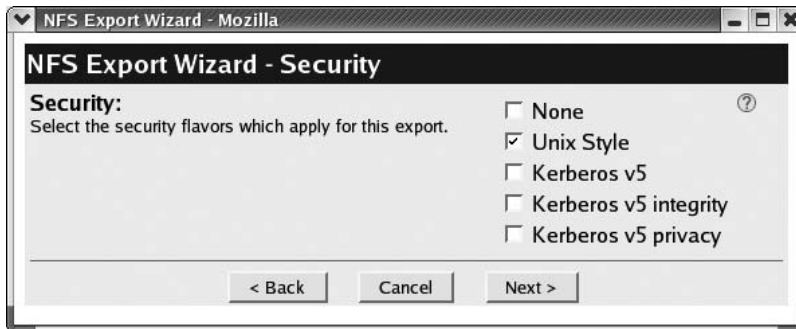 NFS Export Wizard - Mozilla
NFS Export Wizard - Security
Security:
Select the security flavors which apply for this export.
None
?
Unix Style
Kerberos v5
Kerberos v5 integrity
Kerberos v5 privacy
< Back
Cancel
Next >